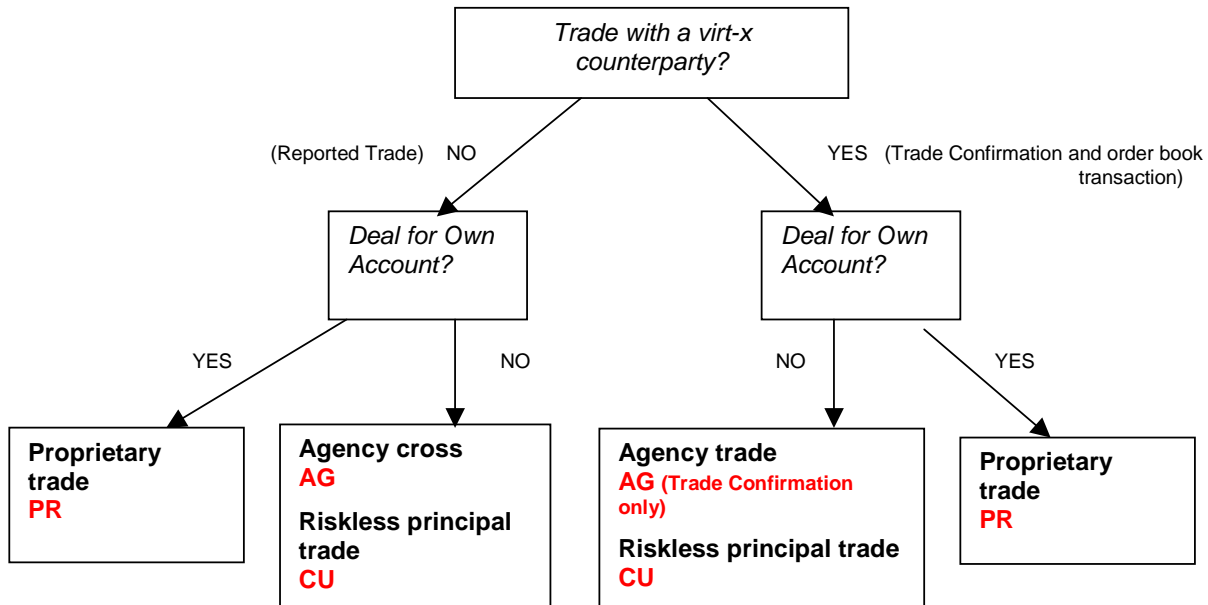 Trade with a virt-x
counterparty?
(Reported Trade) NO
YES (Trade Confirmation and order book
transaction)
Deal for Own
Account?
Deal for Own
Account?
YES
NO
NO
YES
Proprietary
trade
PR
Agency cross
AG
Riskless principal
trade
CU
Agency trade
AG (Trade Confirmation
only)
Riskless principal trade
CU
Proprietary
trade
PR